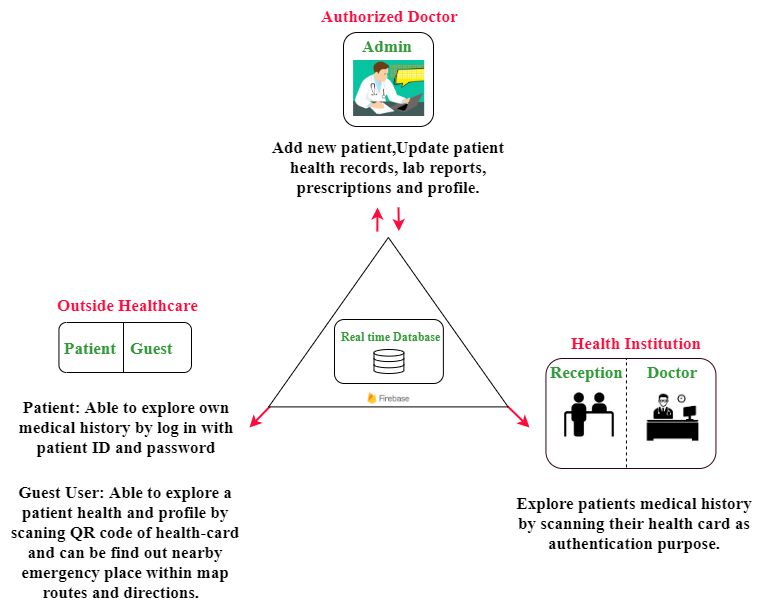 Authorized Doctor
Admin
Add new patient,Update patient
health records, lab reports,
prescriptions and profile.
Outside Healthcare
Patient Guest
Real time Database
Firebase
Health Institution
Reception Doctor
Patient: Able to explore own
medical history by log in with
patient ID and password
Guest User: Able to explore a
patient health and profile by
scaning QR code of health-card
and can be find out nearby
emergency place within map
routes and directions.
Explore patients medical history
by scanning their health card as
authentication purpose.